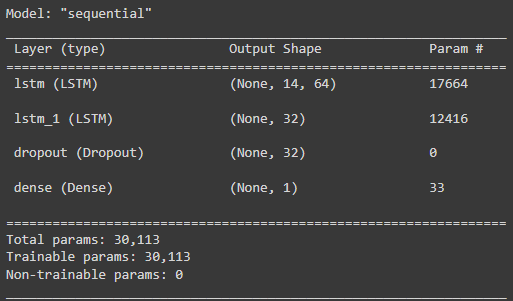 Model: "sequential"
_________________________________________________________________
Layer (type) Output Shape Param #
=================================================================
lstm (LSTM) (None, 14, 64) 17664
lstm_1 (LSTM) (None, 32) 12416
dropout (Dropout) (None, 32) 0
dense (Dense) (None, 1) 33
=================================================================
Total params: 30,113
Trainable params: 30,113
Non-trainable params: 0
_________________________________________________________________